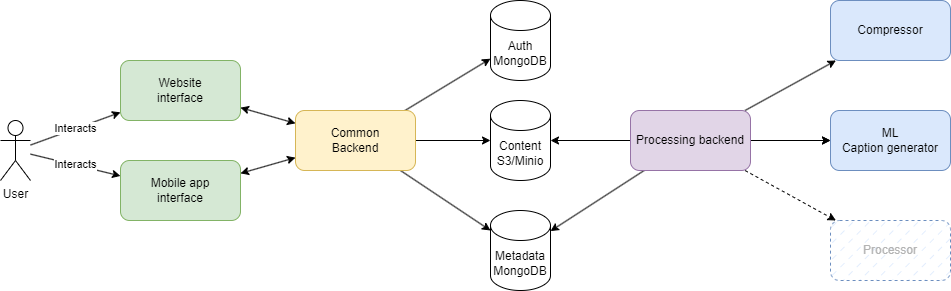 User
Interacts
Interacts
Website
interface
Mobile app
interface
Common
Backend
Auth
MongoDB
Content
S3/Minio
Metadata
MongoDB
Processing backend
Compressor
ML
Caption generator
Processor